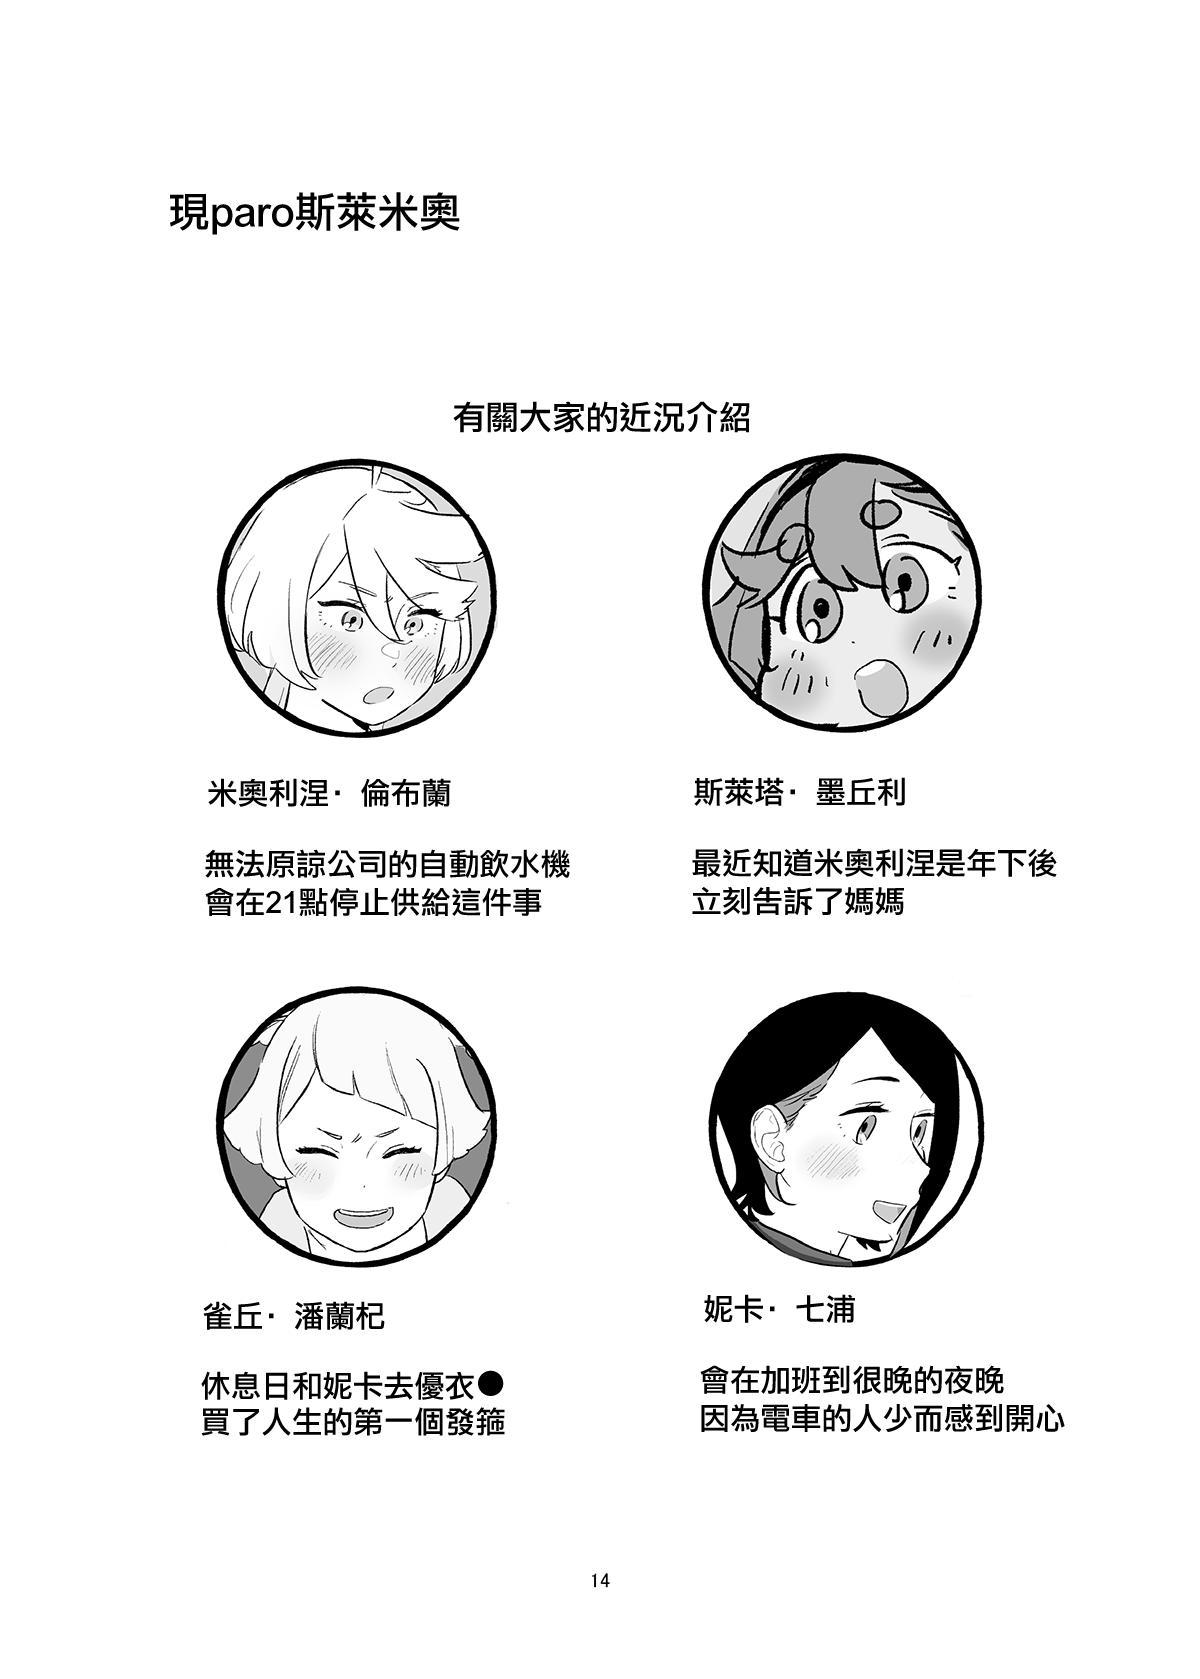 現paro斯萊米奧
有關大家的近況介紹
米奧利涅· 倫布蘭
無法原諒公司的自動飲水機
會在21點停止供給這件事
斯萊塔· 墨丘利
最近知道米奧利涅是年下後
立刻告訴了媽媽
雀丘· 潘蘭杞
休息日和妮卡去優衣●
買了人生的第一個發箍
妮卡· 七浦
會在加班到很晚的夜晚
因為電車的人少而感到開心
14